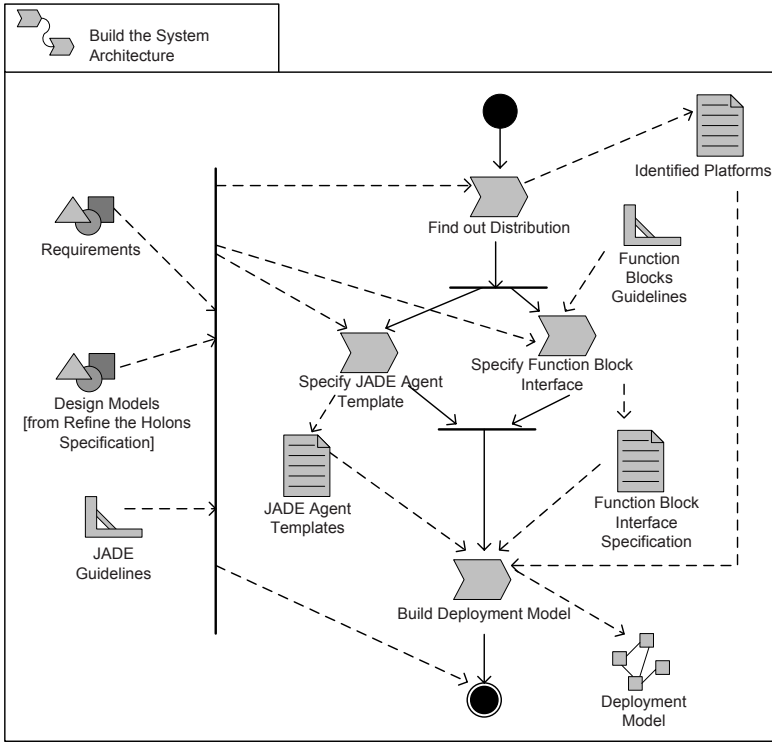 Build the System
Architecture
Identified Platforms
Requirements
Find out Distribution
Function
Blocks
Guidelines
Specify JADE Agent
Template
Specify Function Block
Interface
Design Models
[from Refine the Holons
Specification]
JADE Agent
Templates
Function Block
Interface
Specification
JADE
Guidelines
Build Deployment Model
Deployment
Model